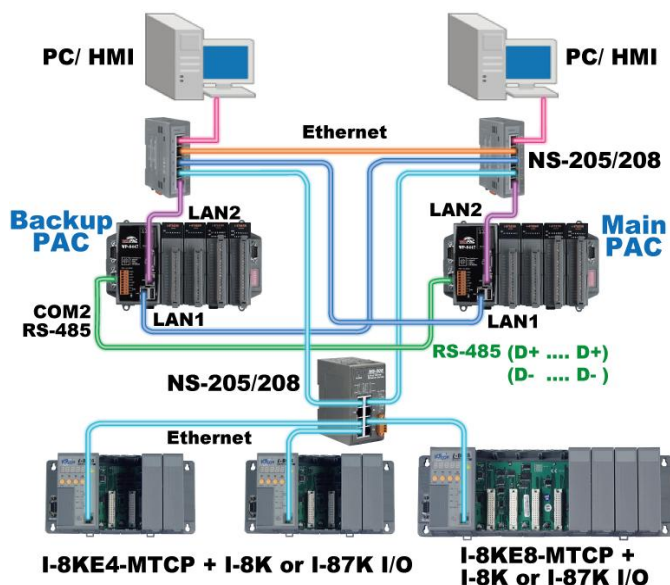 PC/ HMI
PC/ HMI
Ethernet
NS-205/208
LAN2
LAN2
Backup
PAC
Main
PAC
COM2
RS-485
LAN1
LAN1
RS-485 (D+ .... D+)
(D- .... D- )
NS-205/208
Ethernet
I-8KE4-MTCP + I-8K or I-87K I/O
I-8KE8-MTCP +
I-8K or I-87K I/O